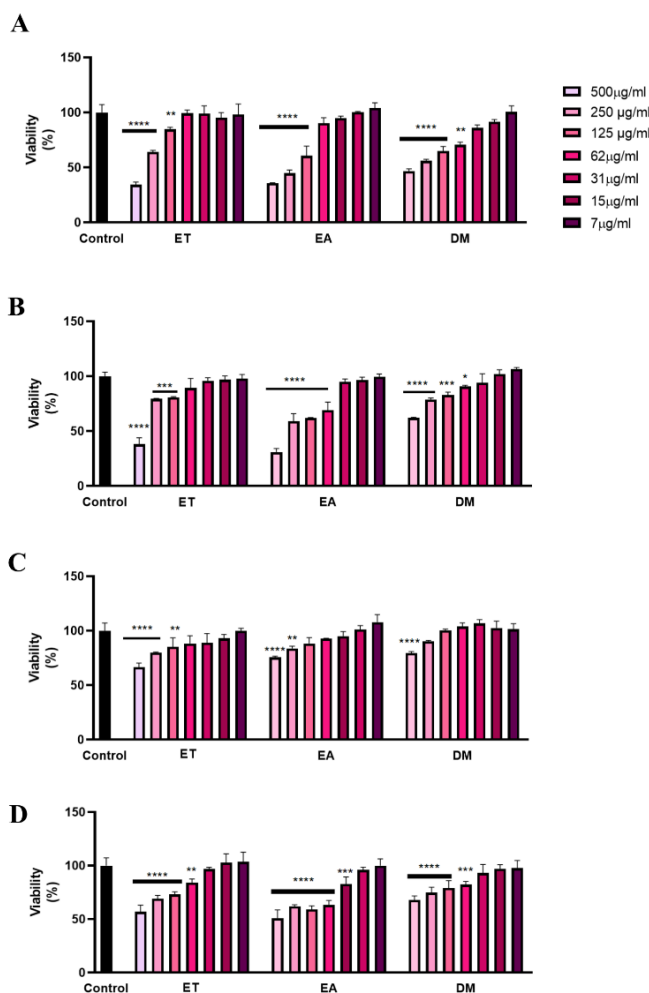 A
150
100
50
0
Viability
(%)
**** ** **** **** **
Control ET EA DM
500µg/ml
250 µg/ml
125 µg/ml
62µg/ml
31µg/ml
15µg/ml
7µg/ml
B
150
100
50
0
Viability
(%)
**** *** **** **** *** *
Control ET EA DM
C
150
100
50
0
Viability
(%)
**** ** **** ** ****
Control ET EA DM
D
150
100
50
0
Viability
(%)
**** ** **** *** **** ***
Control ET EA DM